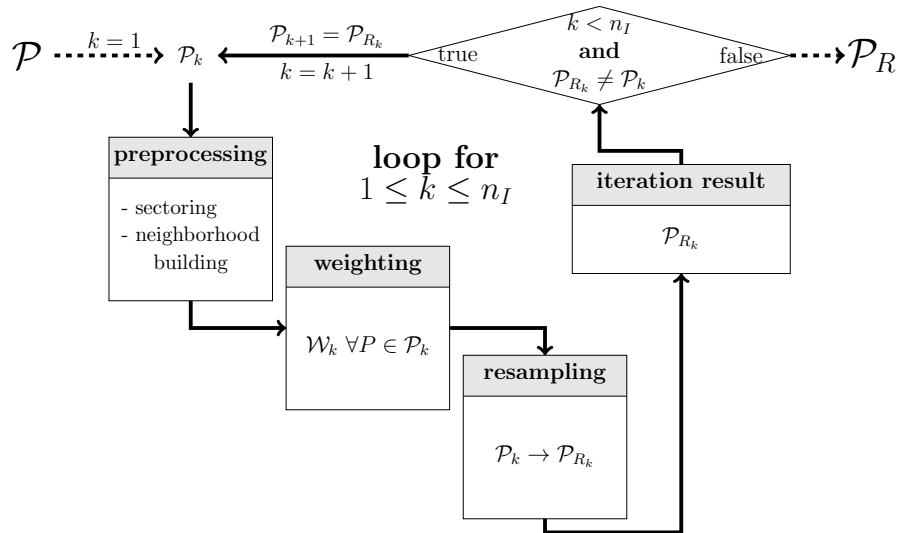 𝒫
k = 1
𝒫_k
𝒫_{k+1} = 𝒫_{R_k}
k = k + 1
true
k < n_I
and
𝒫_{R_k} ≠ 𝒫_k
false
𝒫_R
preprocessing
- sectoring
- neighborhood
building
loop for
1 ≤ k ≤ n_I
weighting
𝒲_k ∀P ∈ 𝒫_k
resampling
𝒫_k → 𝒫_{R_k}
iteration result
𝒫_{R_k}